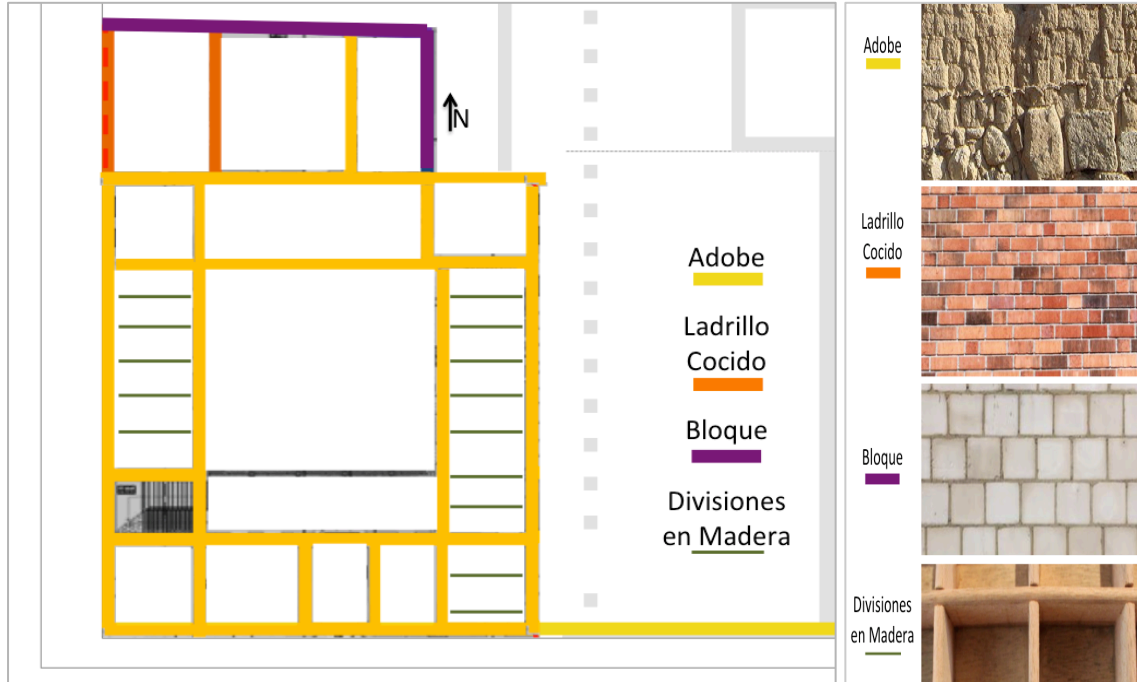 N
Adobe
Ladrillo
Cocido
Bloque
Divisiones
en Madera
Adobe
Ladrillo
Cocido
Bloque
Divisiones
en Madera